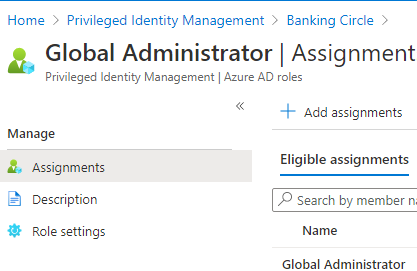 Home > Privileged Identity Management > Banking Circle >
Global Administrator | Assignment
Privileged Identity Management | Azure AD roles
«
Manage
Assignments
Description
Role settings
+ Add assignments
Eligible assignments
Search by member na
Name
Global Administrator